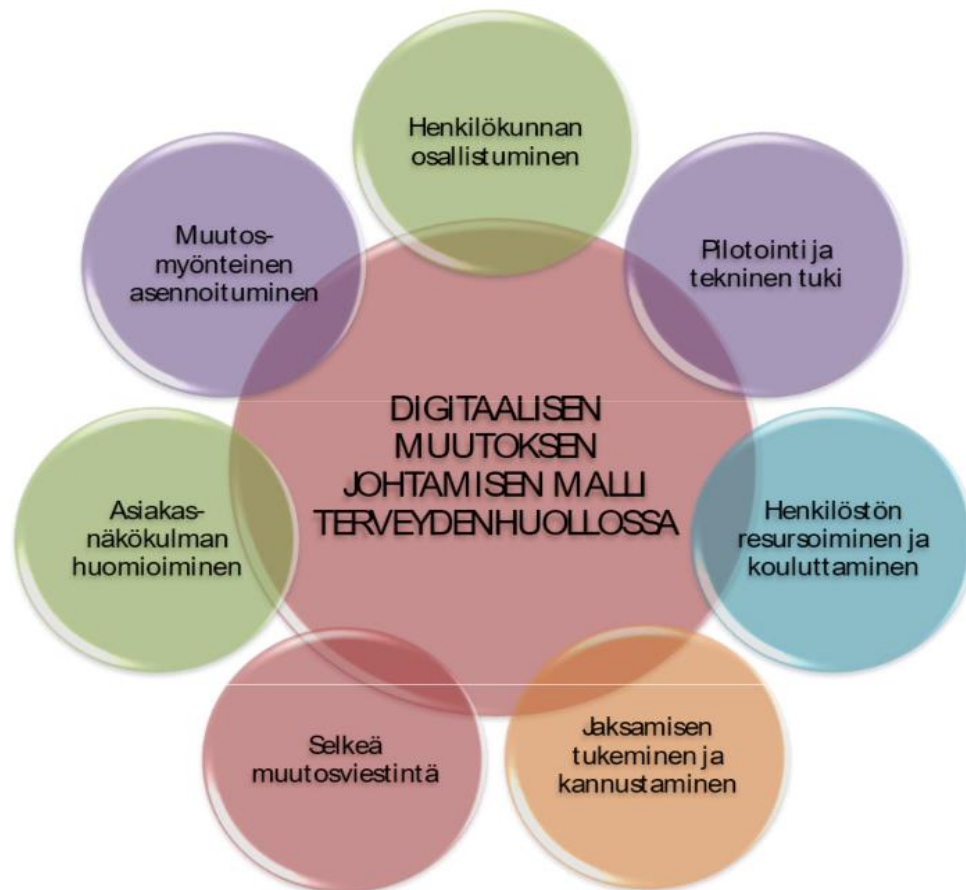 Henkilökunnan
osallistuminen
Muutos-
myönteinen
asennoituminen
Pilotointi ja
tekninen tuki
DIGITAALISEN
MUUTOKSEN
JOHTAMISEN MALLI
TERVEYDENHUOLLOSSA
Asiakas-
näkökulman
huomioiminen
Henkilöstön
resursoiminen ja
kouluttaminen
Selkeä
muutosviestintä
Jaksamisen
tukeminen ja
kannustaminen